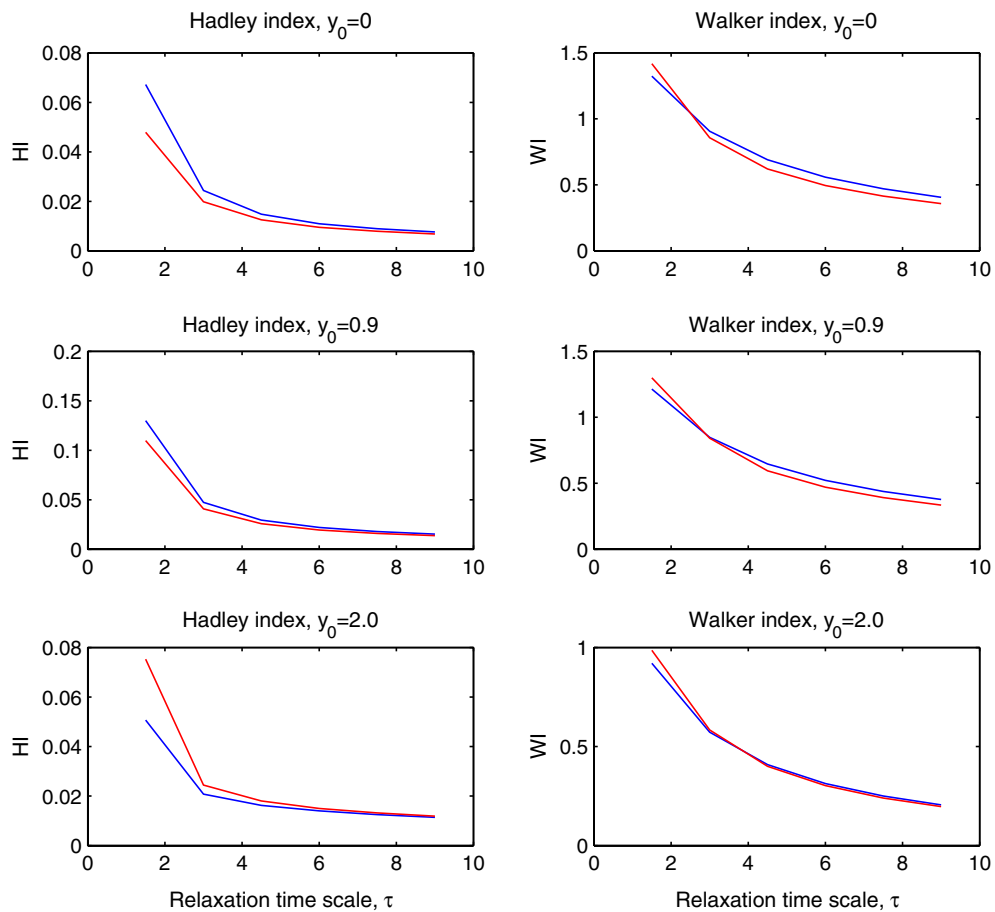 Hadley index, y₀=0
HI
0.08
0.06
0.04
0.02
0
0 2 4 6 8 10
Walker index, y₀=0
WI
1.5
1
0.5
0
0 2 4 6 8 10
Hadley index, y₀=0.9
HI
0.2
0.15
0.1
0.05
0
0 2 4 6 8 10
Walker index, y₀=0.9
WI
1.5
1
0.5
0
0 2 4 6 8 10
Hadley index, y₀=2.0
HI
0.08
0.06
0.04
0.02
0
0 2 4 6 8 10
Relaxation time scale, τ
Walker index, y₀=2.0
WI
1
0.5
0
0 2 4 6 8 10
Relaxation time scale, τ